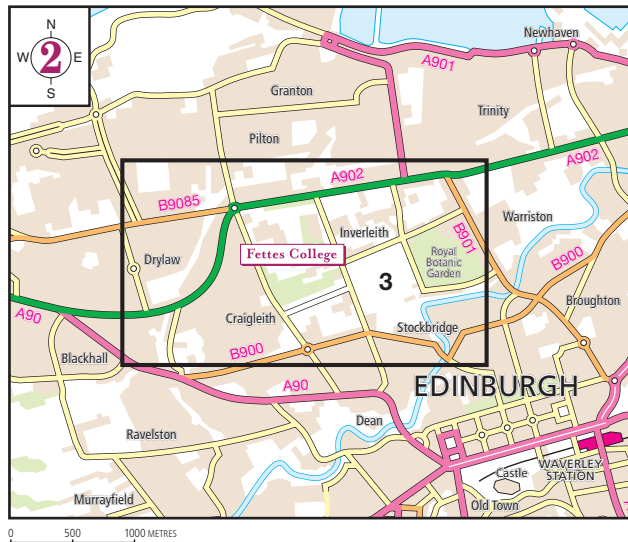 N
W 2 E
S
Newhaven
A901
Granton
Trinity
Pilton
A902
A902
B9085
Warriston
Inverleith
B901
Royal
Botanic
Garden
Fettes College
Drylaw
B900
3
Broughton
A90
Craigleith
Stockbridge
Blackhall
B900
A90
EDINBURGH
Dean
Ravelston
WAVERLEY
STATION
Castle
Murrayfield
Old Town
0 500 1000 METRES